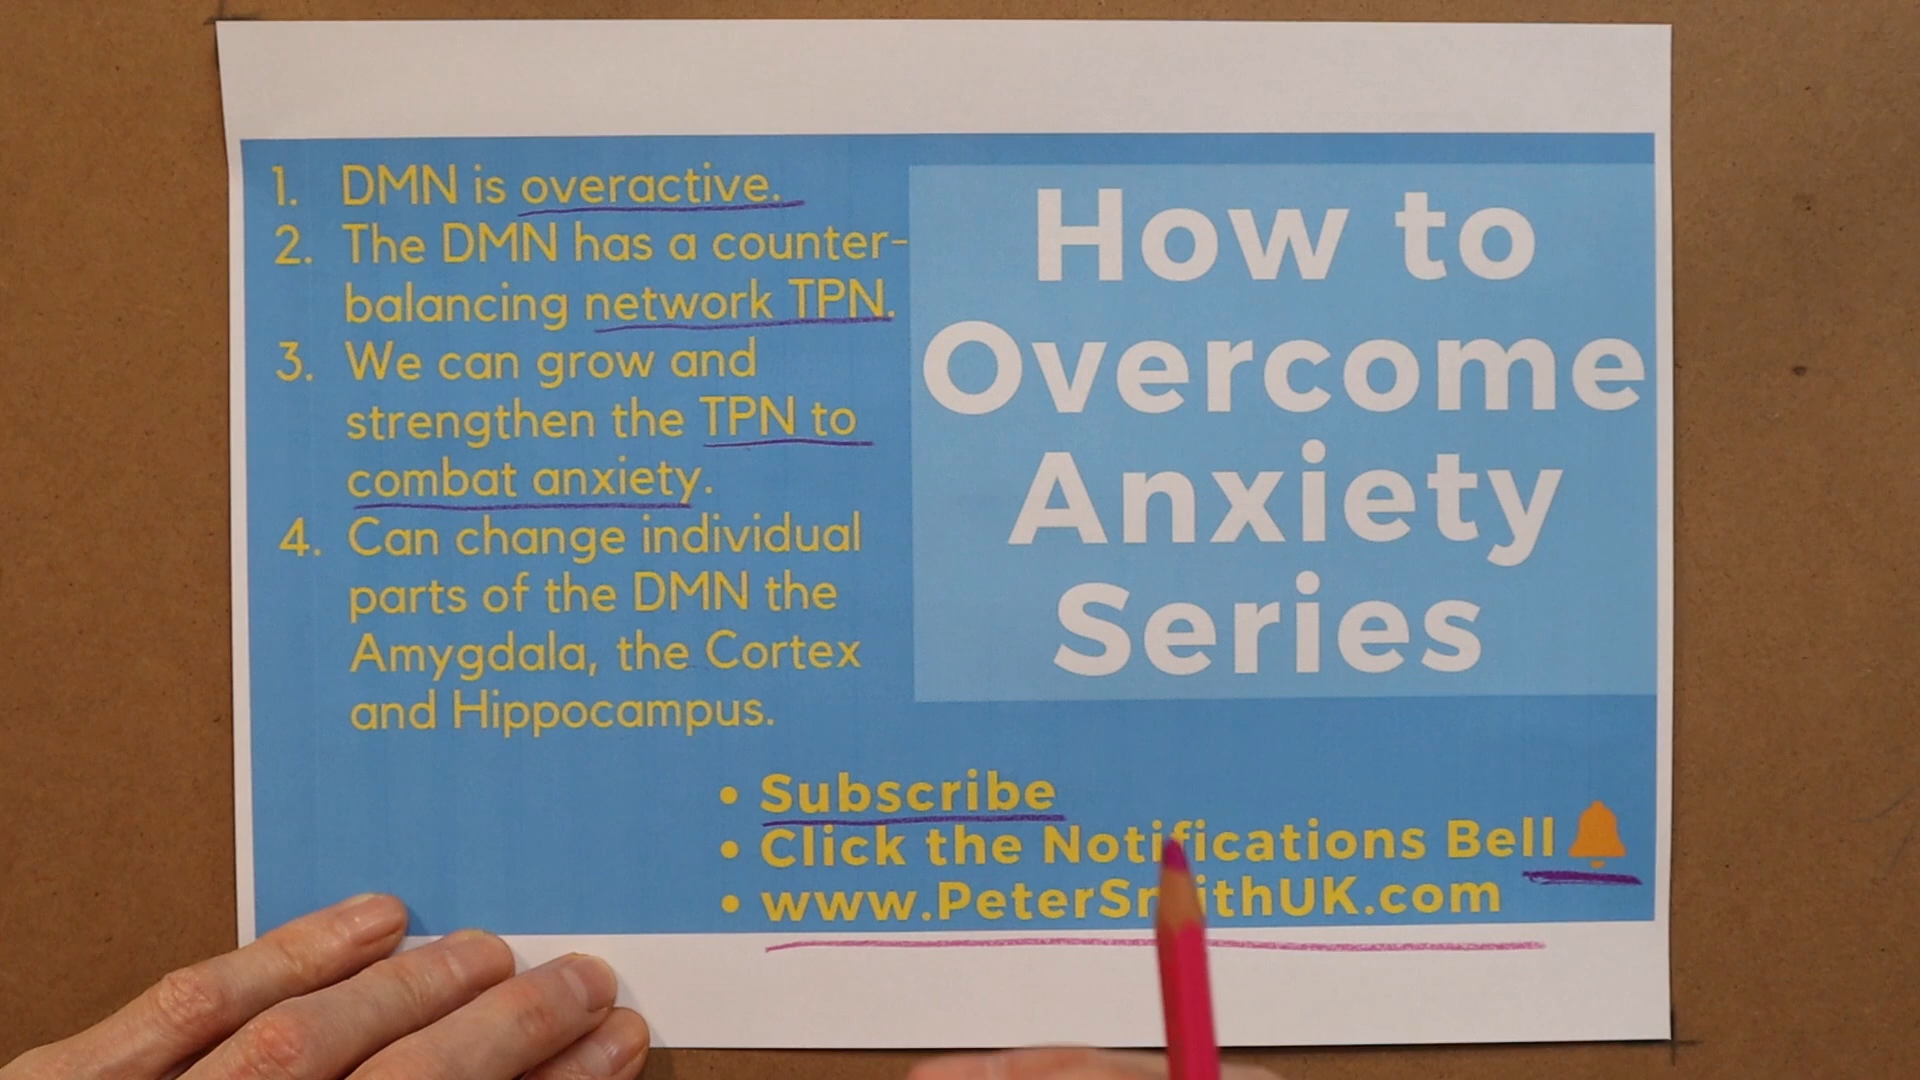 1. DMN is overactive.
2. The DMN has a counter-
balancing network TPN.
3. We can grow and
strengthen the TPN to
combat anxiety.
4. Can change individual
parts of the DMN the
Amygdala, the Cortex
and Hippocampus.
How to
Overcome
Anxiety
Series
• Subscribe
• Click the Notifications Bell
• www.PeterSmithUK.com